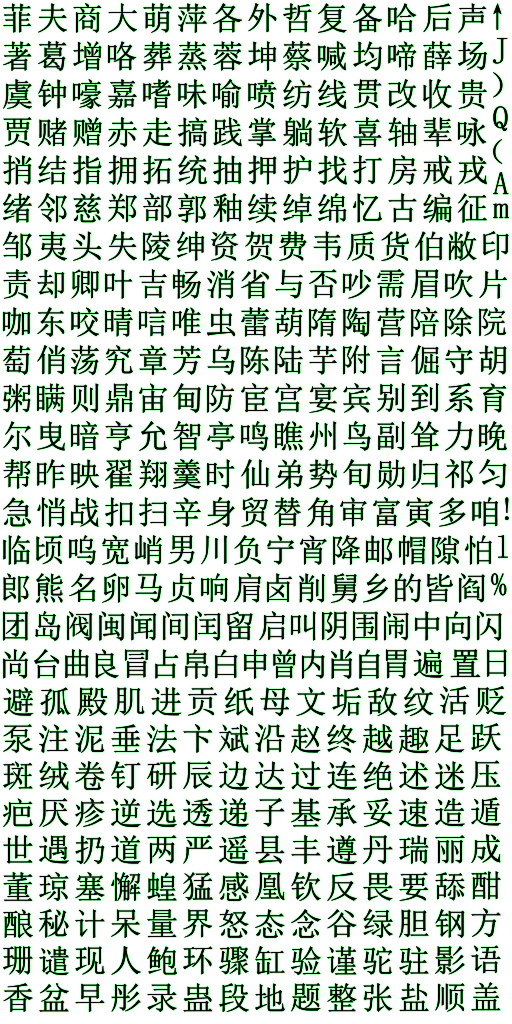 菲夫商大萌萍各外哲复备哈后声↑
著葛增咯葬蒸蓉坤蔡喊均啼薛场J
虞钟嚎嘉嗜味喻喷纺线贯改收贵)
贾赌赠赤走搞践掌躺软喜轴辈咏Q
捎结指拥拓统抽押护找打房戒戎(A
绪邻慈郑部郭釉续绰绵忆古编征m
邹夷头失陵绅资贺费韦质货伯敝印
责却卿叶吉畅消省与否吵需眉吹片
咖东咬晴唁唯虫蕾葫隋陶营陪除院
萄俏荡究章芳乌陈陆芋附言倔守胡
粥瞒则鼎宙甸防宦宫宴宾别到系育
尔曳暗亨允智亭鸣瞧州鸟副耸力晚
帮昨映翟翔羹时仙弟势旬勋归祁匀
急悄战扣扫辛身贸替角审富寅多咱!
临顷呜宽峭男川负宁宵降邮帽隙怕l
郎熊名卵马贞响肩卤削舅乡的皆阎%
团岛阀闽闻间闰留启叫阴围闹中向闪
尚台曲良冒占帛白申曾内肖自胃遍置日
避孤殿肌进贡纸母文垢敌纹活贬
泵注泥垂法卞斌沿赵终越趣足跃
斑绒卷钉研辰边达过连绝述迷压
疤厌疹逆选透递子基承妥速造遁
世遇扔道两严遥县丰遵丹瑞丽成
董琼塞懈蝗猛感凰钦反畏要舔酣
酿秘计呆量界怒态念谷绿胆钢方
珊谴现人鲍环骤缸验谨驼驻影语
香盆早彤录蛊段地题整张盐顺盖